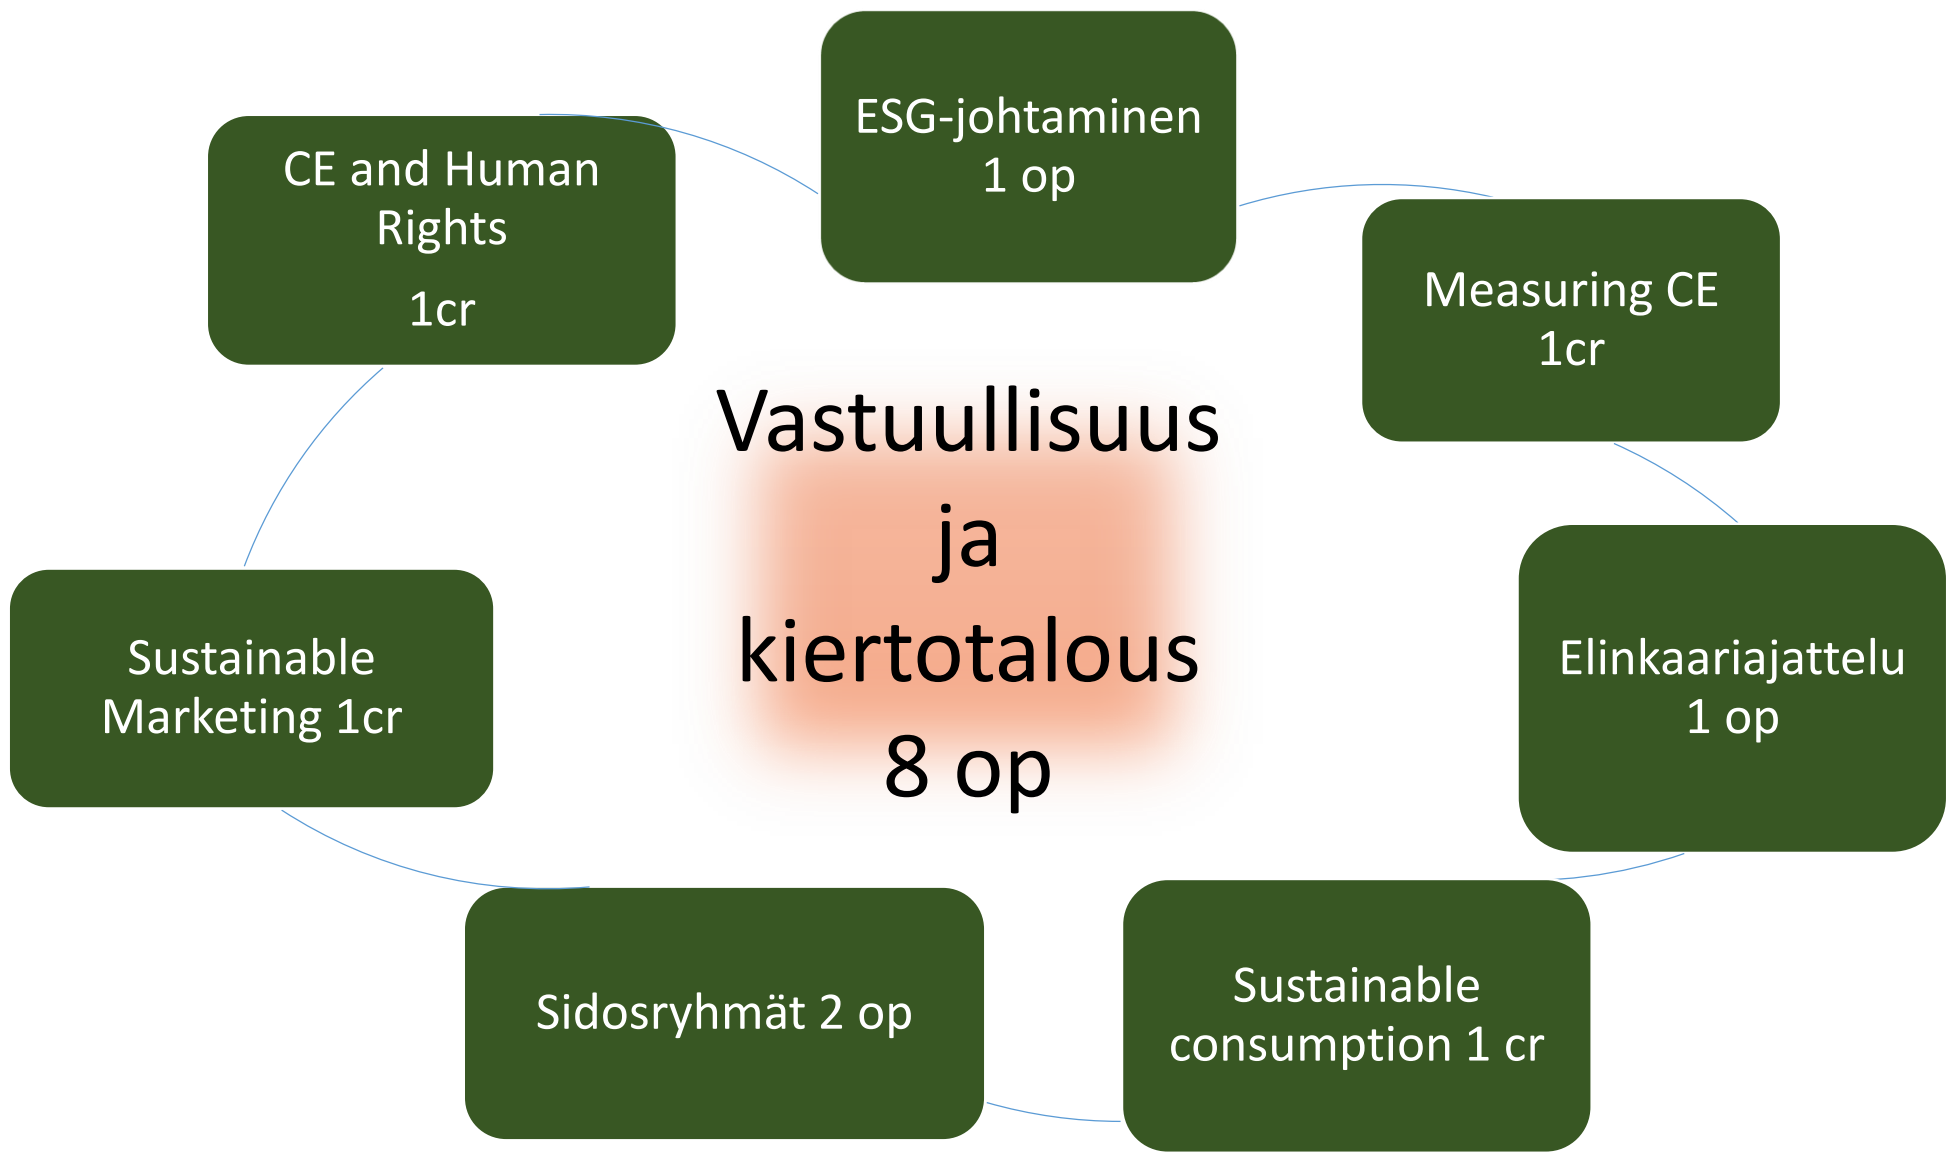 ESG-johtaminen
1 op
CE and Human
Rights
1cr
Measuring CE
1cr
Vastuullisuus
ja
kiertotalous
8 op
Elinkaariajattelu
1 op
Sustainable
Marketing 1cr
Sustainable
consumption 1 cr
Sidosryhmät 2 op